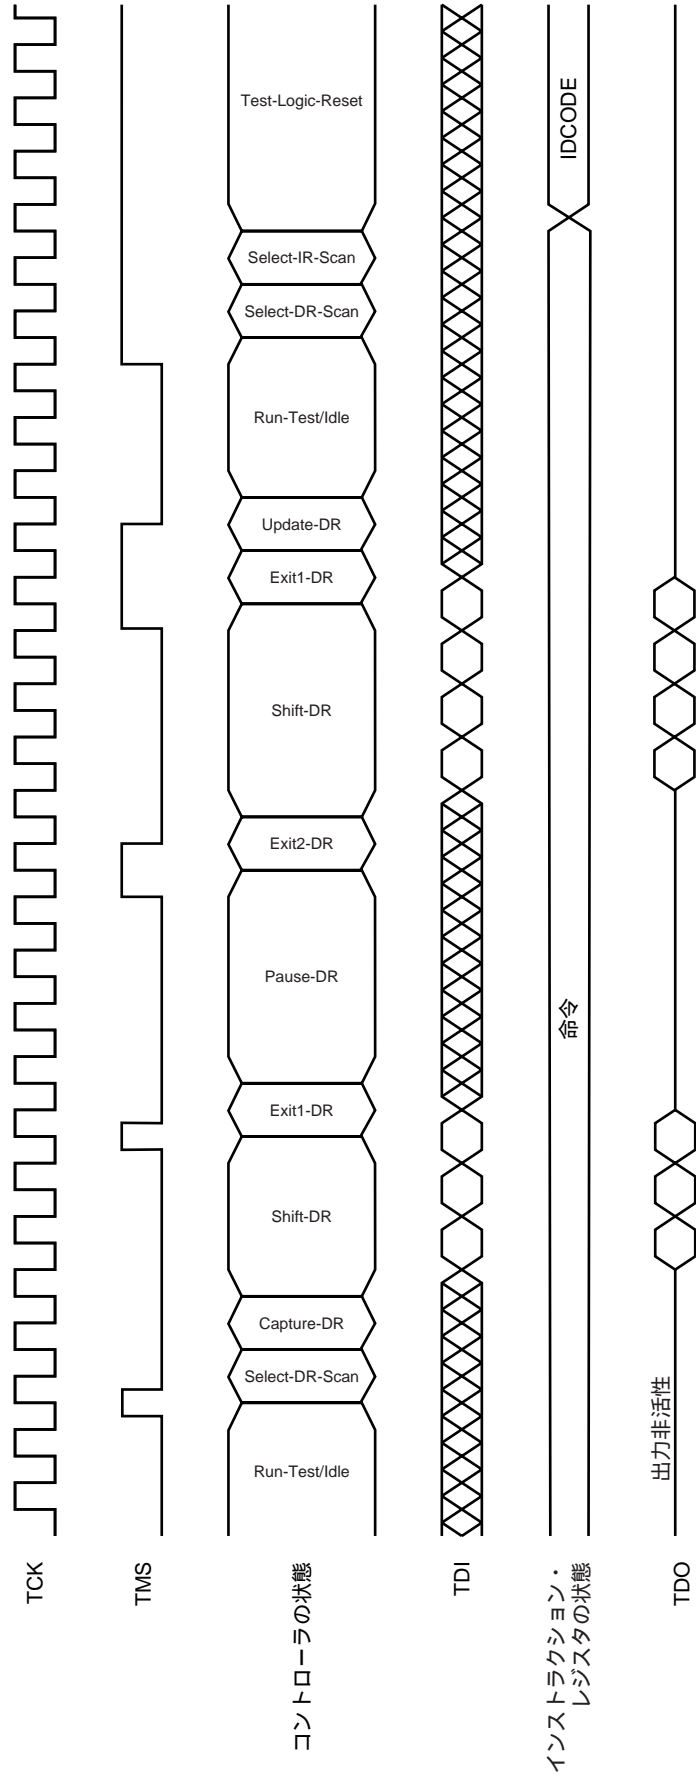 TCK
TMS
コントローラの状態
Run-Test/Idle
Select-DR-Scan
Capture-DR
Shift-DR
Exit1-DR
Pause-DR
Exit2-DR
Shift-DR
Exit1-DR
Update-DR
Run-Test/Idle
Select-DR-Scan
Select-IR-Scan
Test-Logic-Reset
TDI
インストラクション・
レジスタの状態
命令
IDCODE
TDO
出力非活性